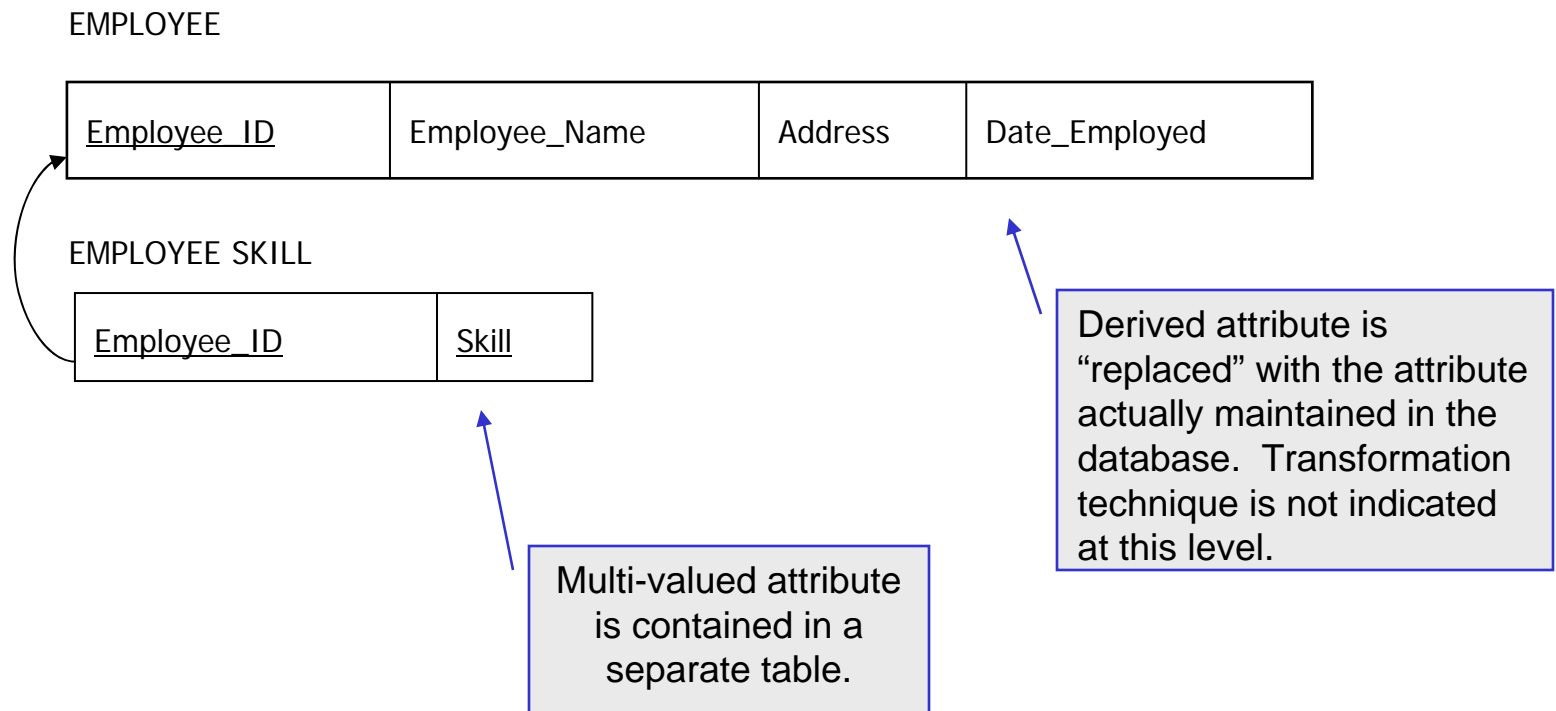 EMPLOYEE
Employee_ID Employee_Name Address Date_Employed
EMPLOYEE SKILL
Employee_ID Skill
Derived attribute is
“replaced” with the attribute
actually maintained in the
database. Transformation
technique is not indicated
at this level.
Multi-valued attribute
is contained in a
separate table.